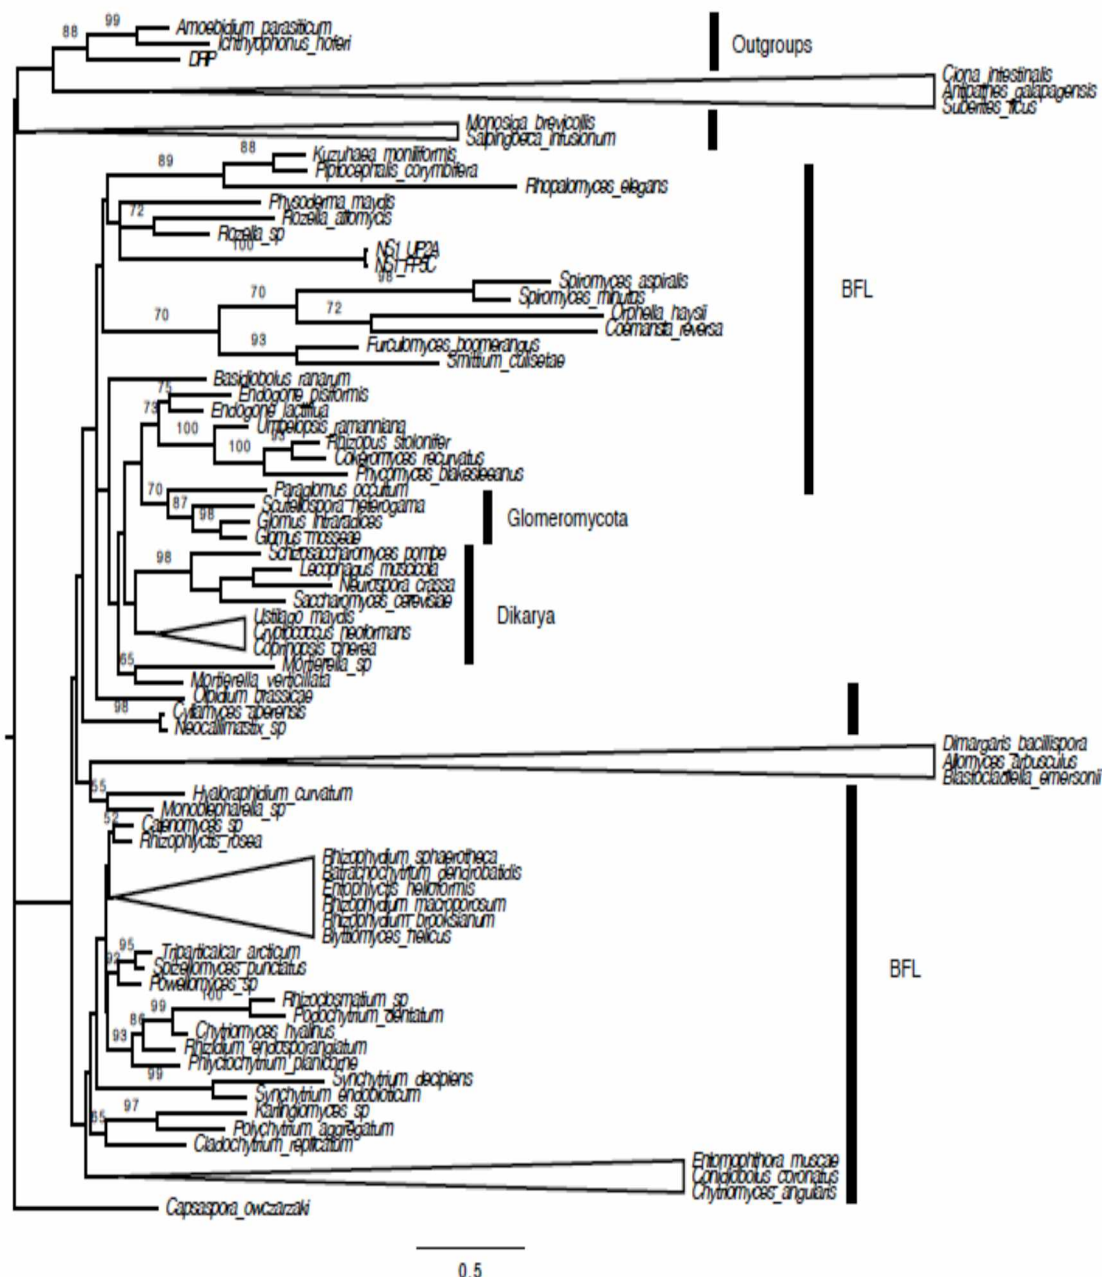 99
88
Amoebidium_parasiticum
Ichthyophonus_hoferi
DRIP
Outgroups
Ciona_intestinalis
Antipathes_galapagensis
Suberites_ficus
Monosiga_brevicollis
Salpingoeca_infusionum
88
89
Kuzuhaea_moniliformis
Piptocephalis_corymbifera
Rhopalomyces_elegans
Physoderma_maydis
72
Rozella_allomycis
Rozella_sp
100
NS1_UP2A
NS1_FP5C
98
Spiromyces_aspiralis
BFL
70
Spiromyces_minutus
72
Orphella_haysii
70
Coemansia_reversa
93
Furculomyces_boomerangus
Smittium_culisetae
Basidiobolus_ranarum
75
Endogone_pisiformis
73
Endogone_lactiflua
100
Umbelopsis_ramanniana
93
Rhizopus_stolonifer
100
Cokeromyces_recurvatus
Phycomyces_blakesleeanus
70
Paraglomus_occultum
87
Scutellospora_heterogama
98
Glomus_intraradices
Glomeromycota
Glomus_mosseae
98
Schizosaccharomyces_pombe
Lecophagus_muscicola
Neurospora_crassa
Saccharomyces_cerevisiae
Dikarya
Ustilago_maydis
Cryptococcus_neoformans
Coprinopsis_cinerea
65
Mortierella_sp
Mortierella_verticillata
Olpidium_brassicae
98
Cyllamyces_aberensis
Neocallimastix_sp
Dimargaris_bacillispora
Allomyces_arbusculus
Blastocladiella_emersonii
55
Hyaloraphidium_curvatum
Monoblepharella_sp
52
Catenomyces_sp
Rhizophlyctis_rosea
Rhizophydium_sphaerotheca
Batrachochytrium_dendrobatidis
Entophlyctis_helioformis
Rhizophydium_macroporosum
Rhizophydium_brooksianum
Blyttiomyces_helicus
95
Triparticalcar_arcticum
92
Spizellomyces_punctatus
BFL
Powellomyces_sp
100
Rhizoclosmatium_sp
99
Podochytrium_dentatum
86
Chytriomyces_hyalinus
93
Rhizidium_endosporangiatum
Phlyctochytrium_planicorne
99
Synchytrium_decipiens
Synchytrium_endobioticum
97
Karlingiomyces_sp
65
Polychytrium_aggregatum
Cladochytrium_replicatum
Entomophthora_muscae
Conidiobolus_coronatus
Chytriomyces_angularis
Capsaspora_owczarzaki
0.5